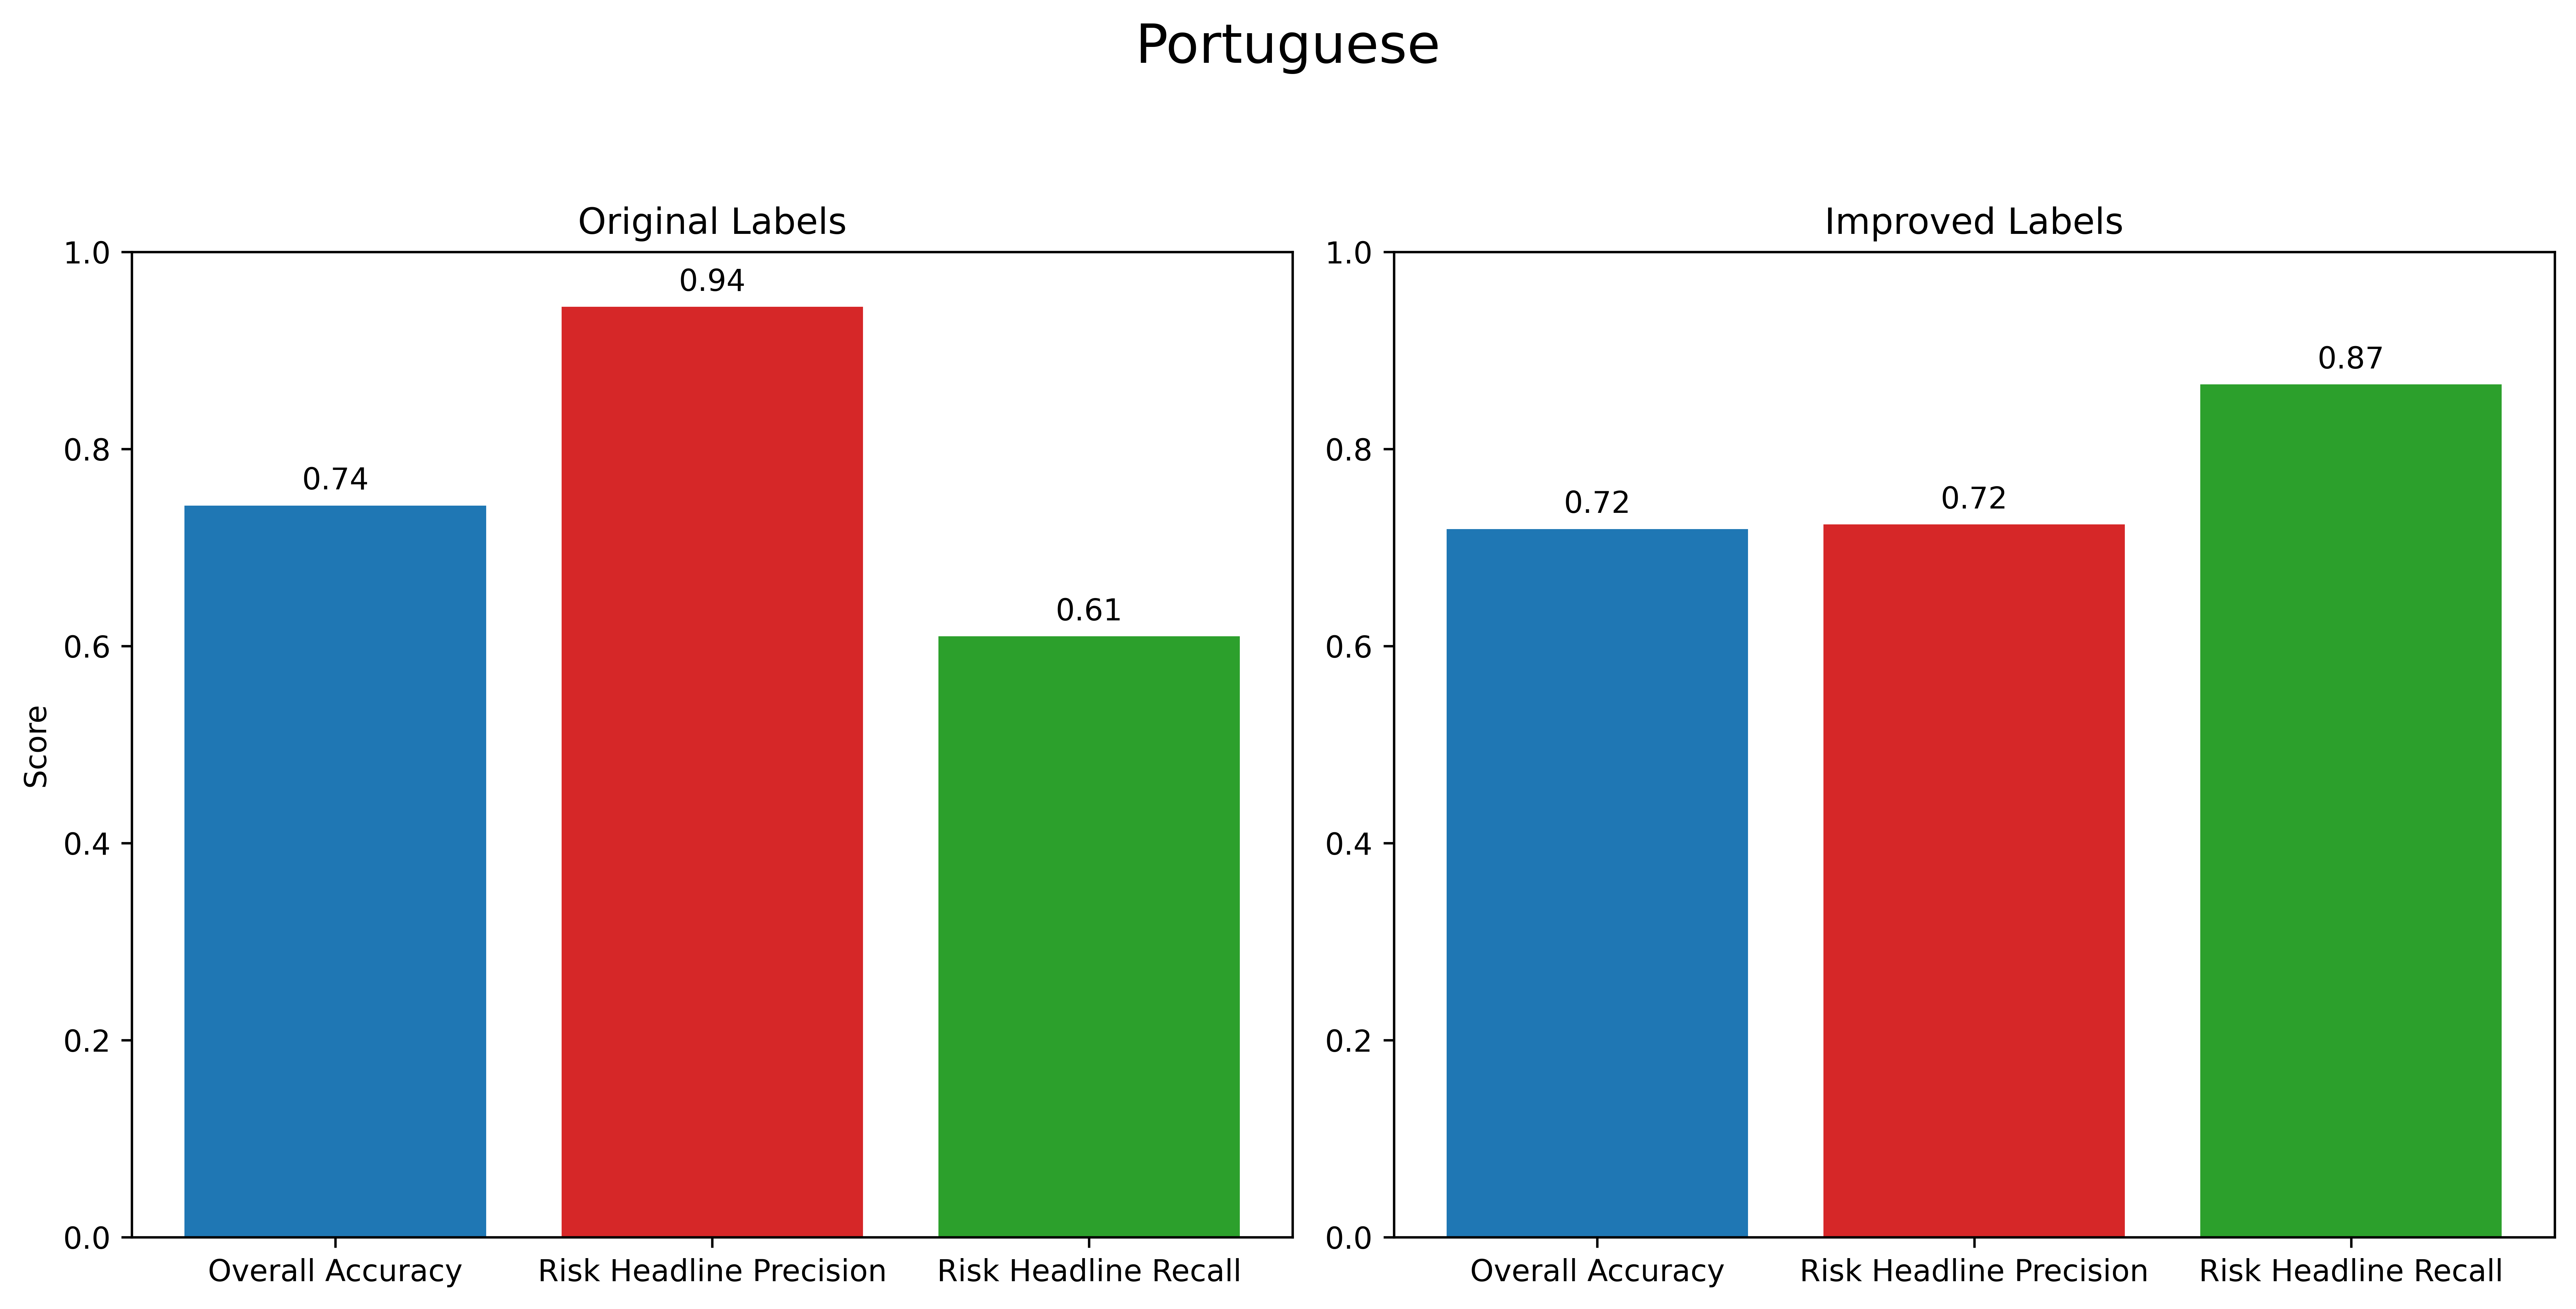 Portuguese
Original Labels
Score
1.0
0.8
0.6
0.4
0.2
0.0
0.74
0.94
0.61
Overall Accuracy
Risk Headline Precision
Risk Headline Recall
Improved Labels
1.0
0.8
0.6
0.4
0.2
0.0
0.72
0.72
0.87
Overall Accuracy
Risk Headline Precision
Risk Headline Recall